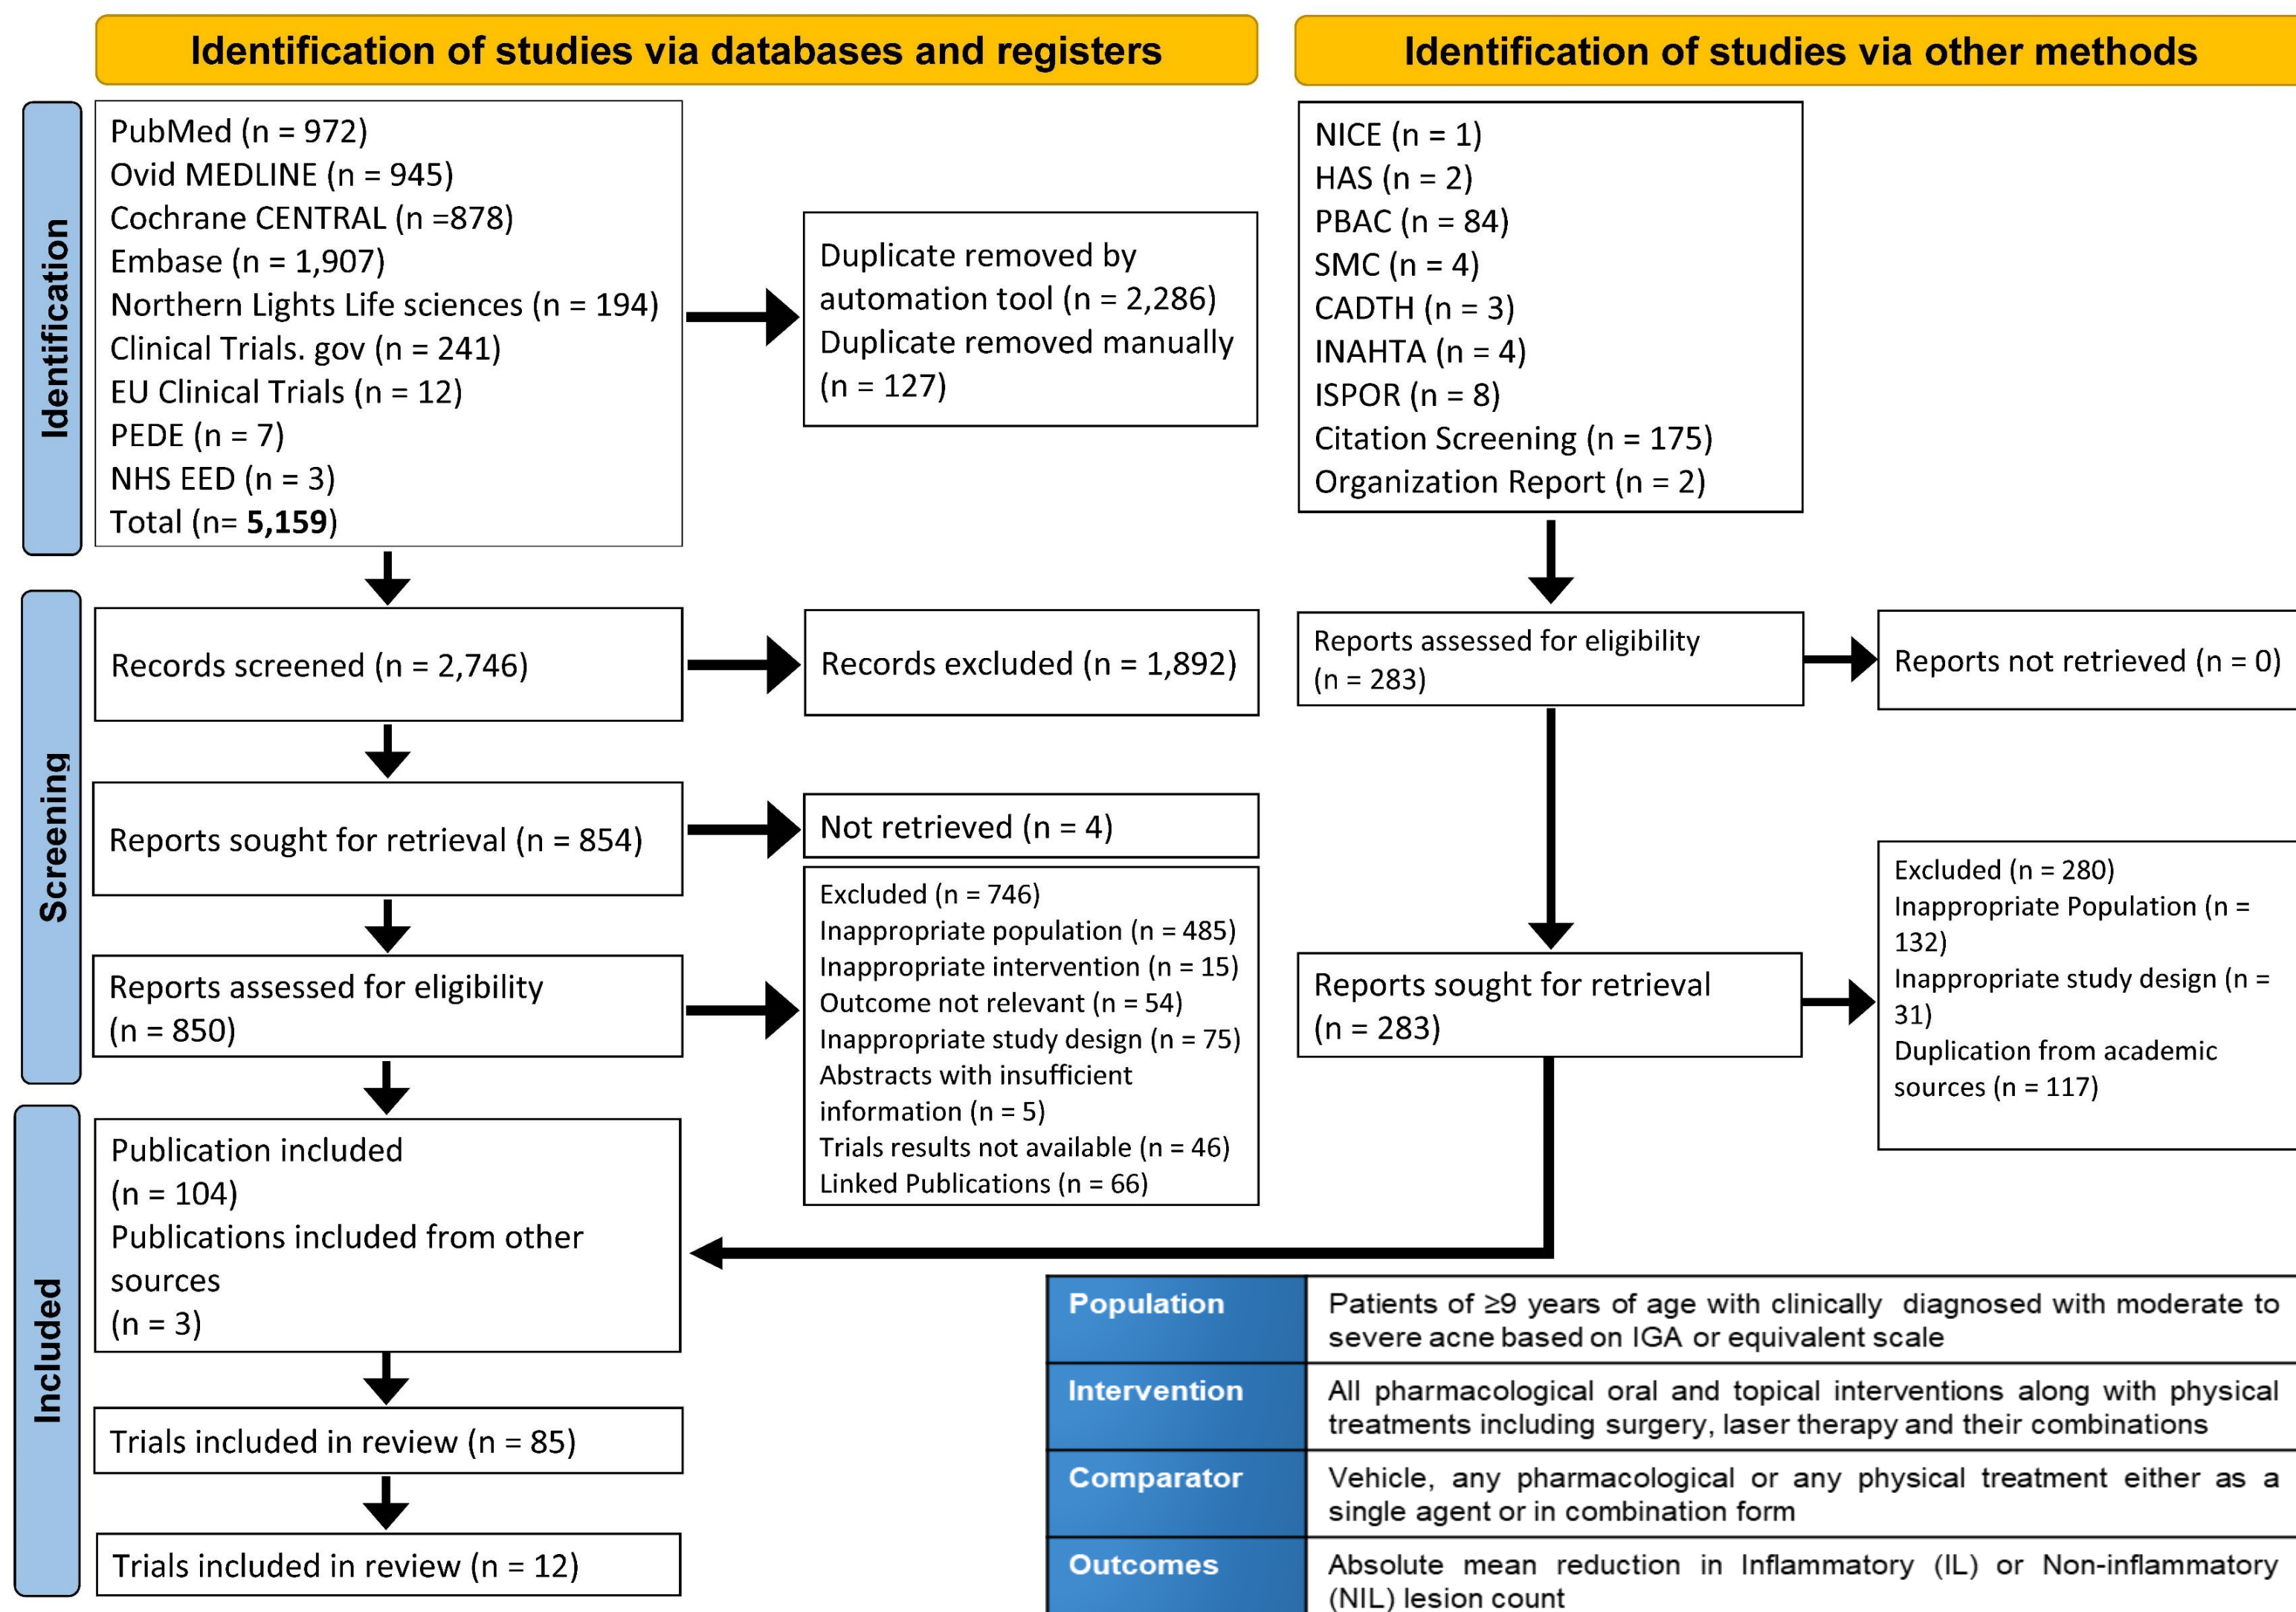 Identification of studies via databases and registers
Identification of studies via other methods
Identification
PubMed (n = 972)
Ovid MEDLINE (n = 945)
Cochrane CENTRAL (n =878)
Embase (n = 1,907)
Northern Lights Life sciences (n = 194)
Clinical Trials. gov (n = 241)
EU Clinical Trials (n = 12)
PEDE (n = 7)
NHS EED (n = 3)
Total (n= 5,159)
Duplicate removed by
automation tool (n = 2,286)
Duplicate removed manually
(n = 127)
NICE (n = 1)
HAS (n = 2)
PBAC (n = 84)
SMC (n = 4)
CADTH (n = 3)
INAHTA (n = 4)
ISPOR (n = 8)
Citation Screening (n = 175)
Organization Report (n = 2)
Screening
Records screened (n = 2,746)
Records excluded (n = 1,892)
Reports assessed for eligibility
(n = 283)
Reports not retrieved (n = 0)
Reports sought for retrieval (n = 854)
Not retrieved (n = 4)
Reports assessed for eligibility
(n = 850)
Excluded (n = 746)
Inappropriate population (n = 485)
Inappropriate intervention (n = 15)
Outcome not relevant (n = 54)
Inappropriate study design (n = 75)
Abstracts with insufficient
information (n = 5)
Trials results not available (n = 46)
Linked Publications (n = 66)
Reports sought for retrieval
(n = 283)
Excluded (n = 280)
Inappropriate Population (n =
132)
Inappropriate study design (n =
31)
Duplication from academic
sources (n = 117)
Included
Publication included
(n = 104)
Publications included from other
sources
(n = 3)
Trials included in review (n = 85)
Trials included in review (n = 12)
Population
Patients of ≥9 years of age with clinically diagnosed with moderate to
severe acne based on IGA or equivalent scale
Intervention
All pharmacological oral and topical interventions along with physical
treatments including surgery, laser therapy and their combinations
Comparator
Vehicle, any pharmacological or any physical treatment either as a
single agent or in combination form
Outcomes
Absolute mean reduction in Inflammatory (IL) or Non-inflammatory
(NIL) lesion count